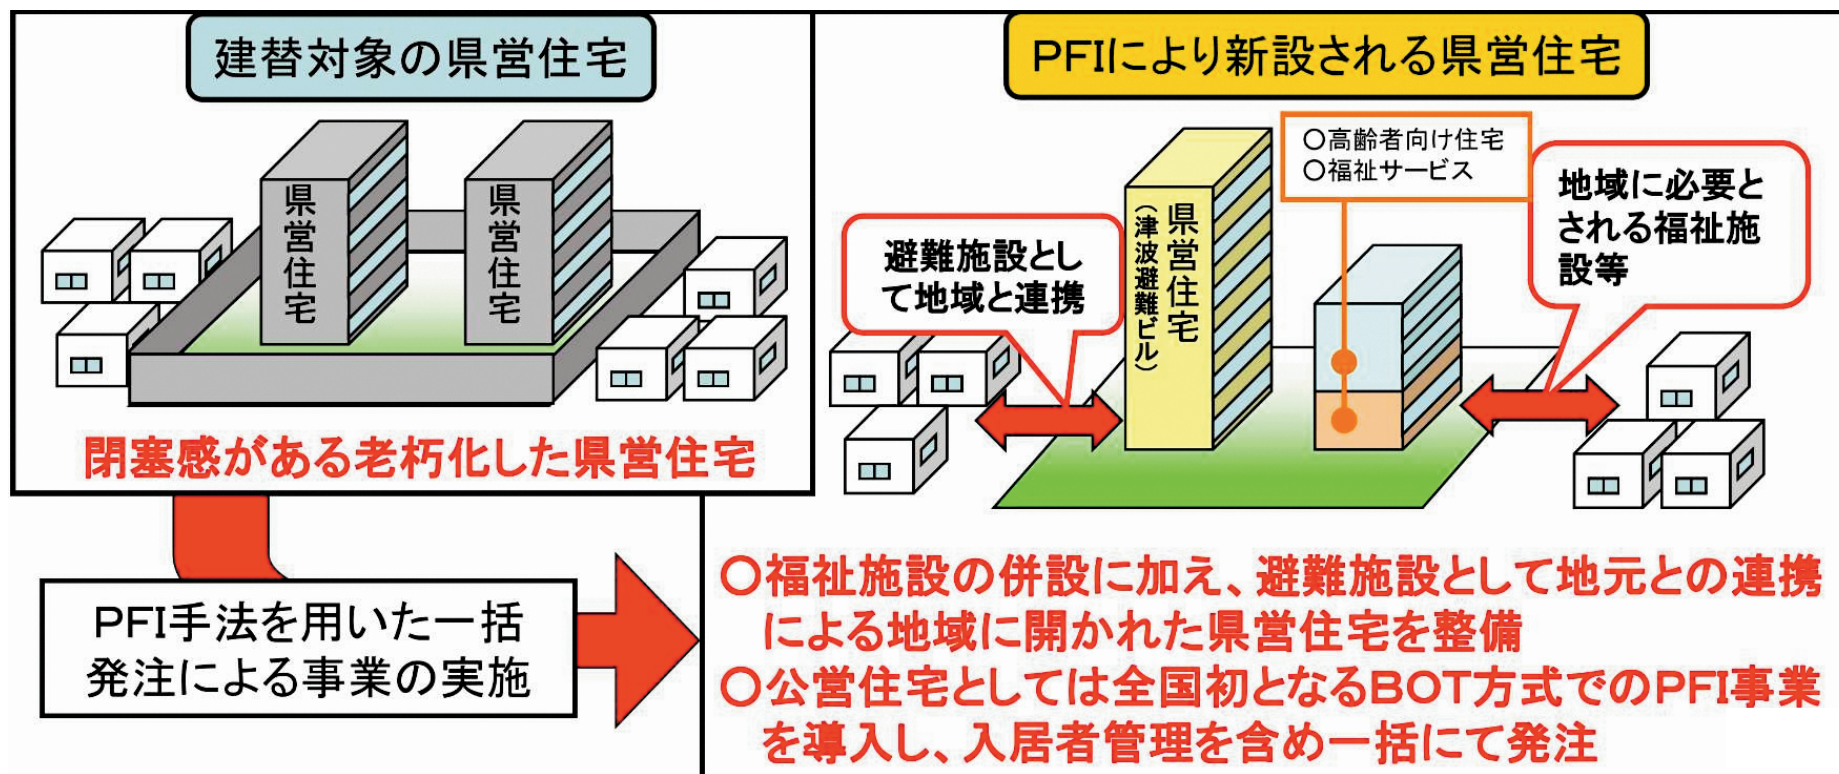 建替対象の県営住宅
県営住宅
県営住宅
閉塞感がある老朽化した県営住宅
PFI手法を用いた一括
発注による事業の実施
PFIにより新設される県営住宅
○高齢者向け住宅
○福祉サービス
避難施設とし
て地域と連携
県営住宅
(津波避難ビル)
地域に必要と
される福祉施
設等
○福祉施設の併設に加え、避難施設として地元との連携
による地域に開かれた県営住宅を整備
○公営住宅としては全国初となるBOT方式でのPFI事業
を導入し、入居者管理を含め一括にて発注